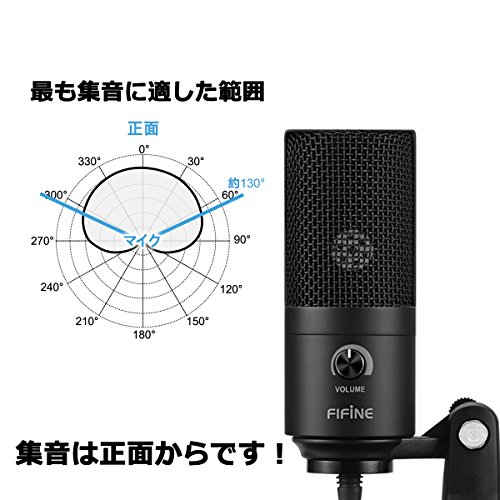 最も集音に適した範囲
正面
0°
330° 30°
約130°
300° 60°
マイク
270° 90°
240° 120°
210° 150°
180°
VOLUME
FIFINE
集音は正面からです！